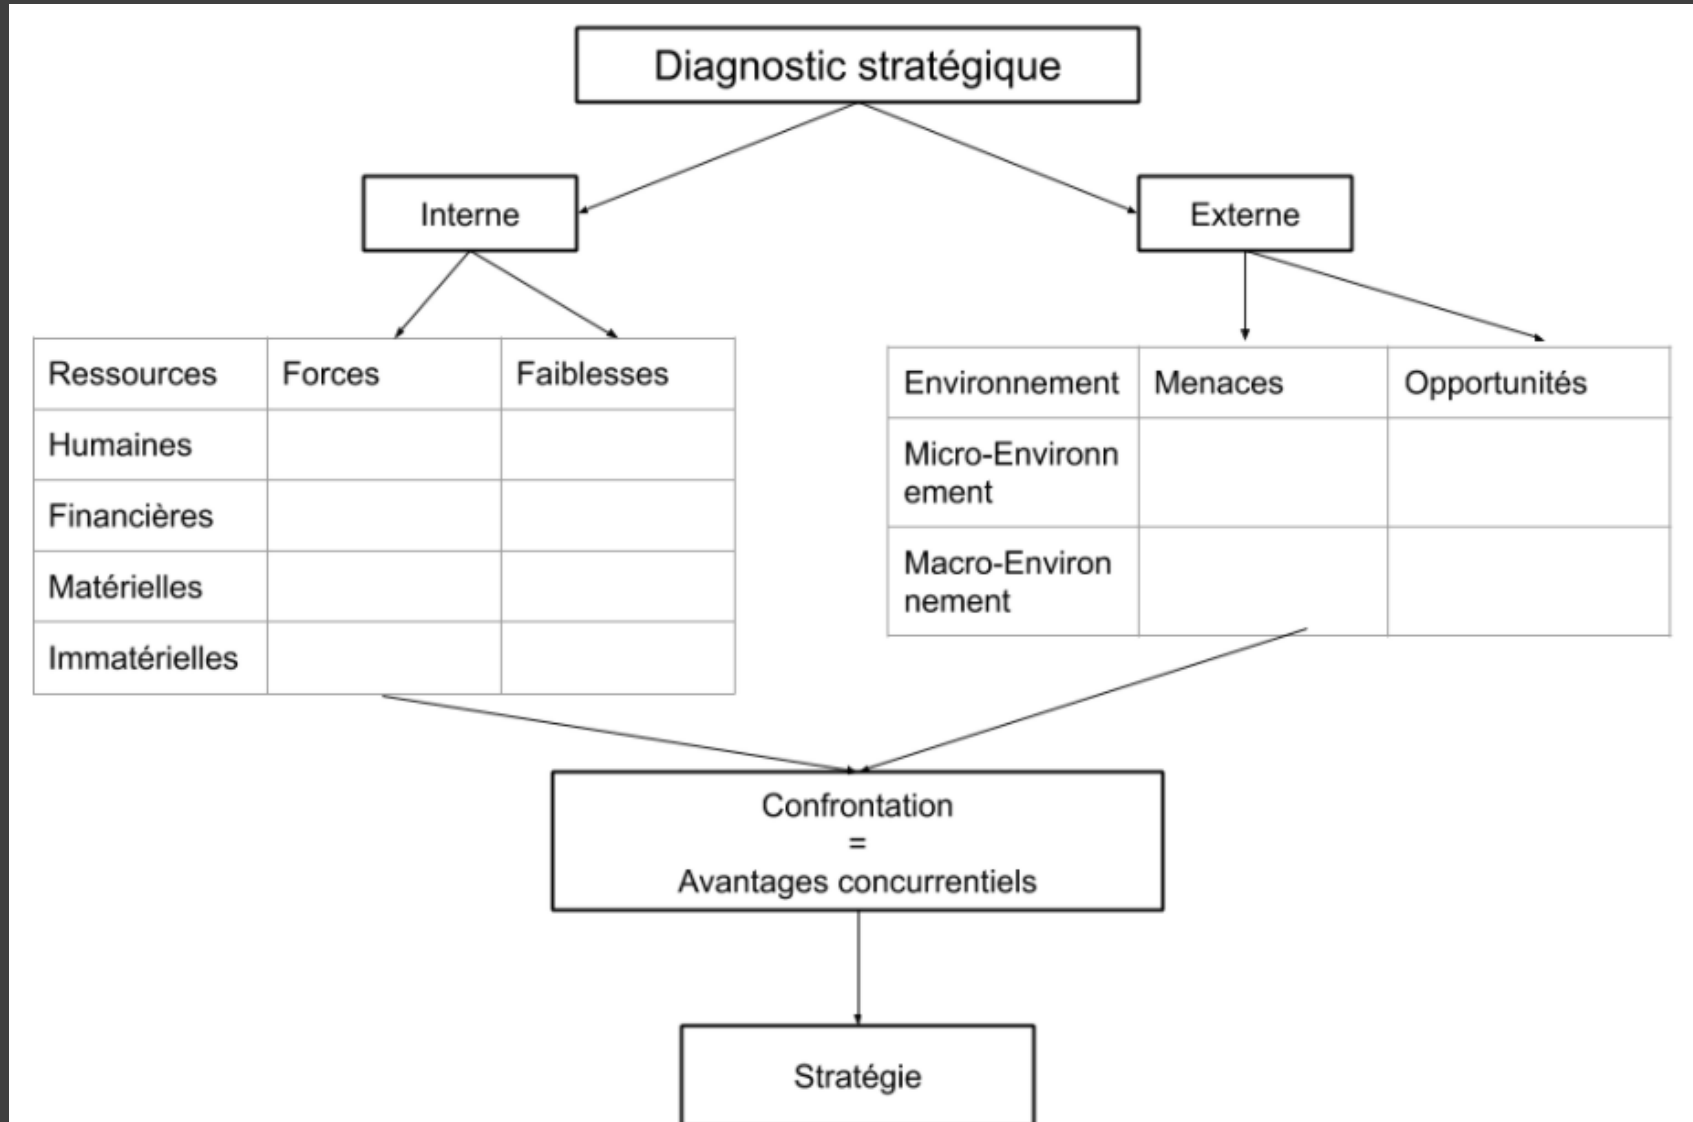 Diagnostic stratégique
Interne
Externe
Ressources Forces Faiblesses
Humaines
Financières
Matérielles
Immatérielles
Environnement Menaces Opportunités
Micro-Environn
ement
Macro-Environ
nement
Confrontation
=
Avantages concurrentiels
Stratégie